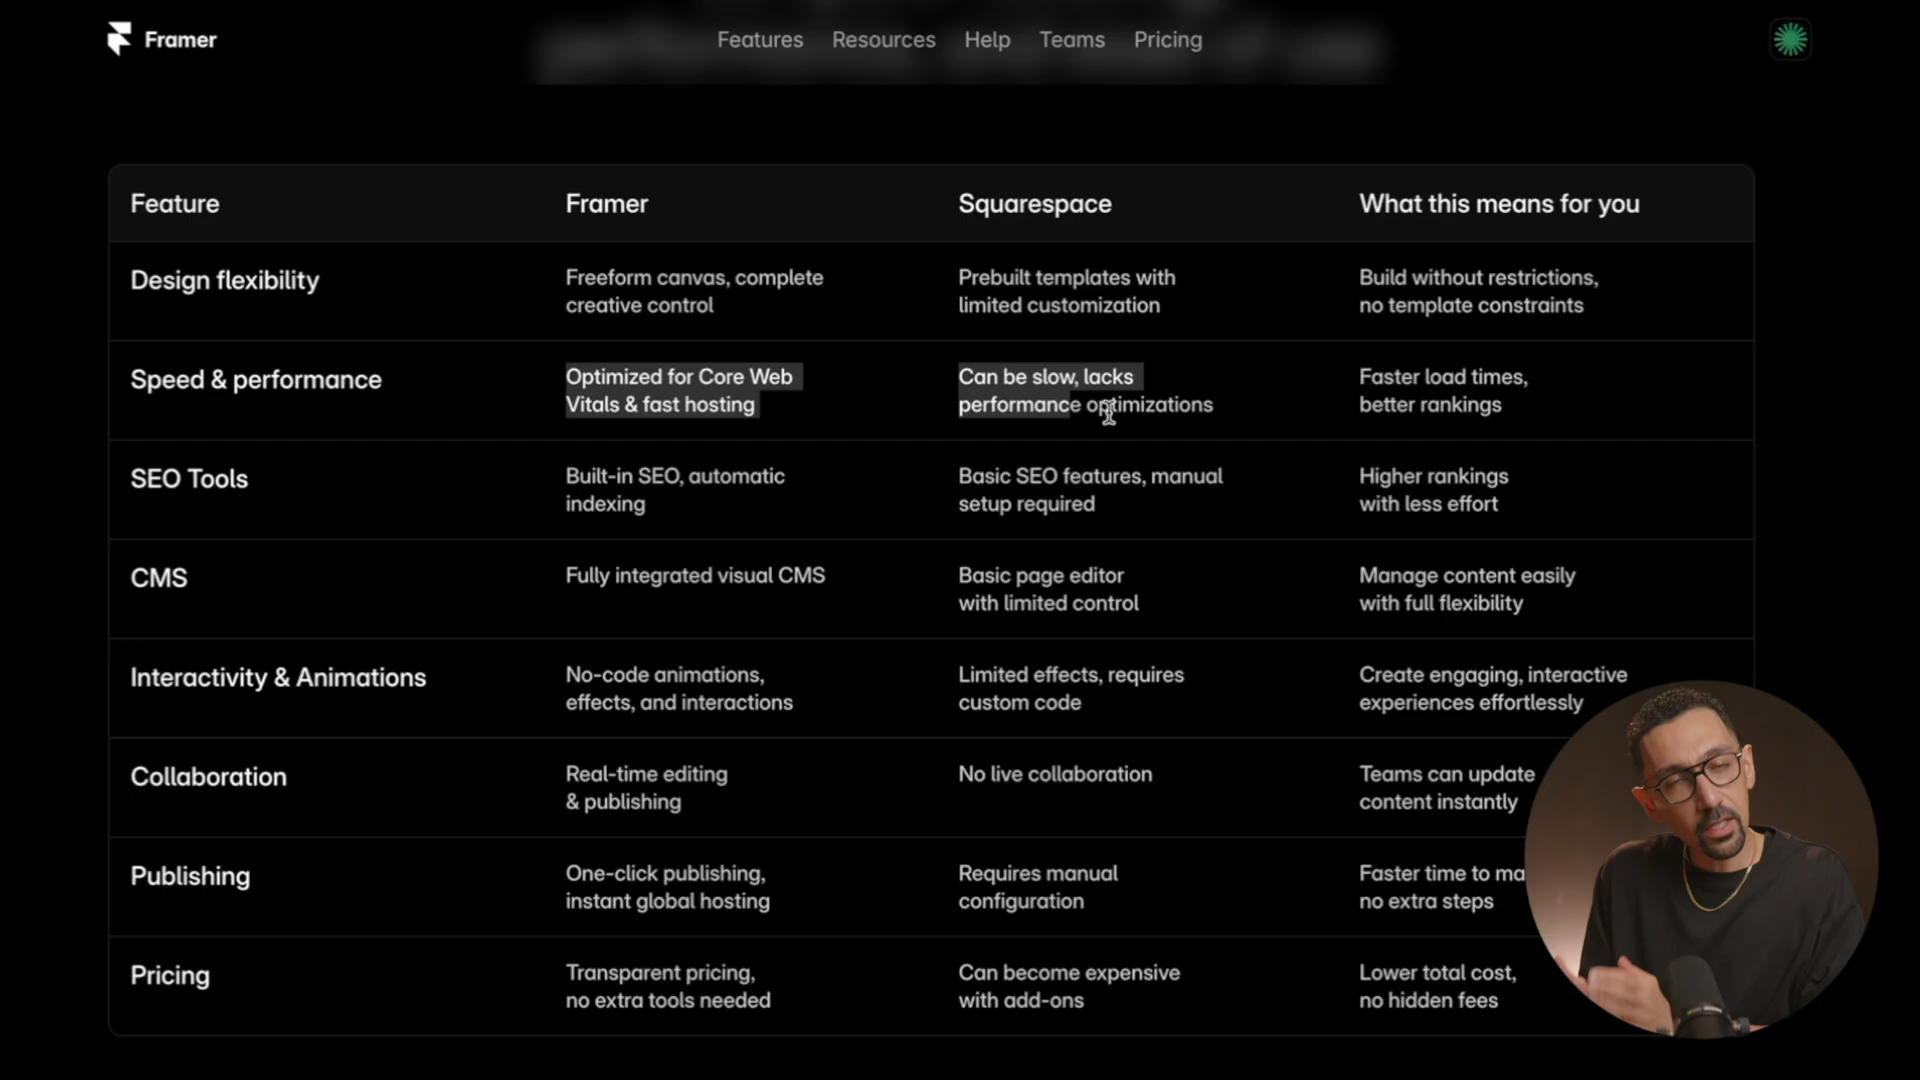 Framer
Features Resources Help Teams Pricing
Feature Framer Squarespace What this means for you
Design flexibility
Freeform canvas, complete
creative control
Prebuilt templates with
limited customization
Build without restrictions,
no template constraints
Speed & performance
Optimized for Core Web
Vitals & fast hosting
Can be slow, lacks
performance optimizations
Faster load times,
better rankings
SEO Tools
Built-in SEO, automatic
indexing
Basic SEO features, manual
setup required
Higher rankings
with less effort
CMS
Fully integrated visual CMS
Basic page editor
with limited control
Manage content easily
with full flexibility
Interactivity & Animations
No-code animations,
effects, and interactions
Limited effects, requires
custom code
Create engaging, interactive
experiences effortlessly
Collaboration
Real-time editing
& publishing
No live collaboration
Teams can update
content instantly
Publishing
One-click publishing,
instant global hosting
Requires manual
configuration
Faster time to ma
no extra steps
Pricing
Transparent pricing,
no extra tools needed
Can become expensive
with add-ons
Lower total cost,
no hidden fees